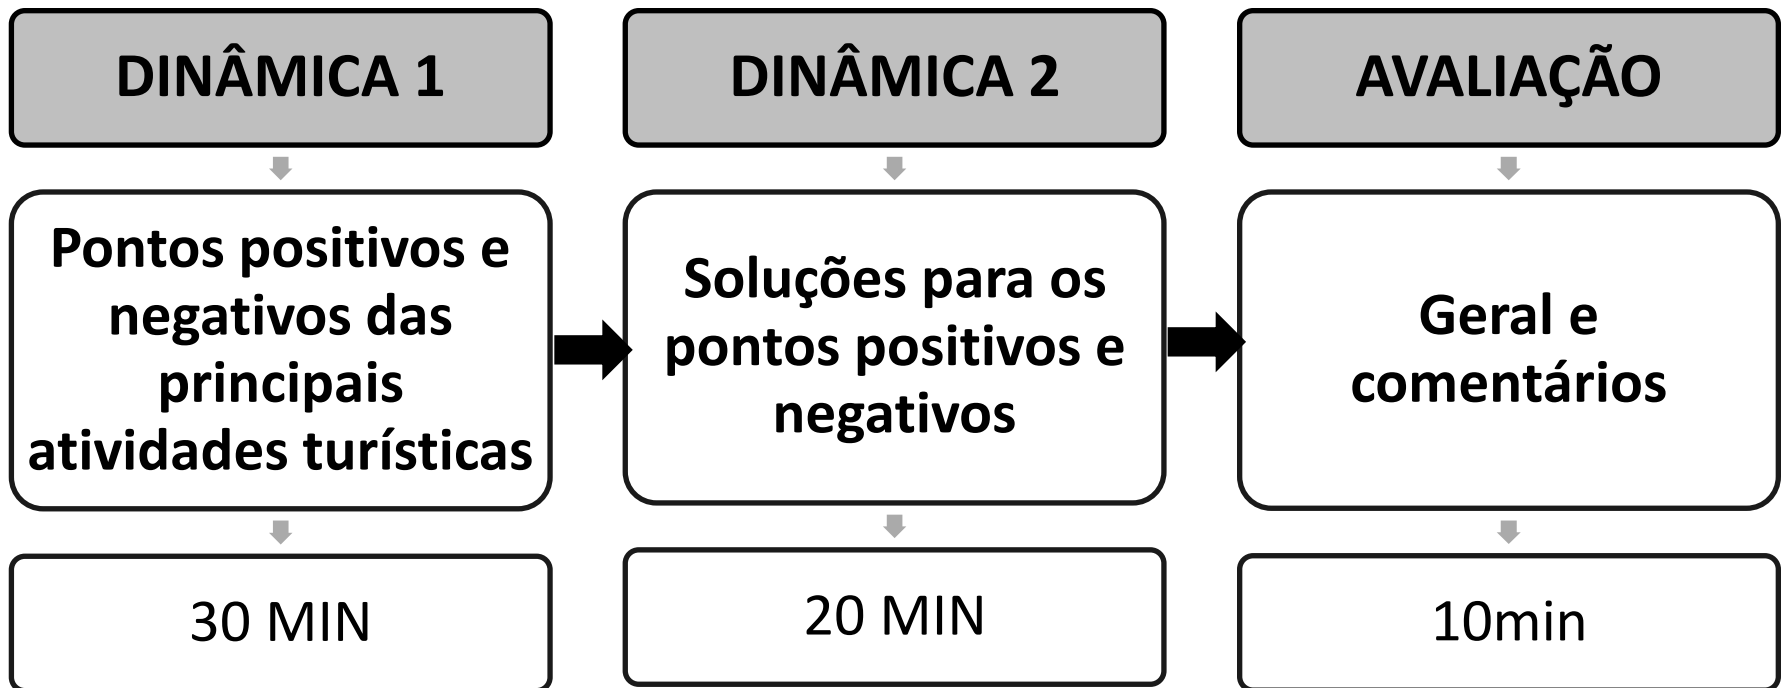 DINÂMICA 1
Pontos positivos e
negativos das
principais
atividades turísticas
30 MIN
DINÂMICA 2
Soluções para os
pontos positivos e
negativos
20 MIN
AVALIAÇÃO
Geral e
comentários
10min